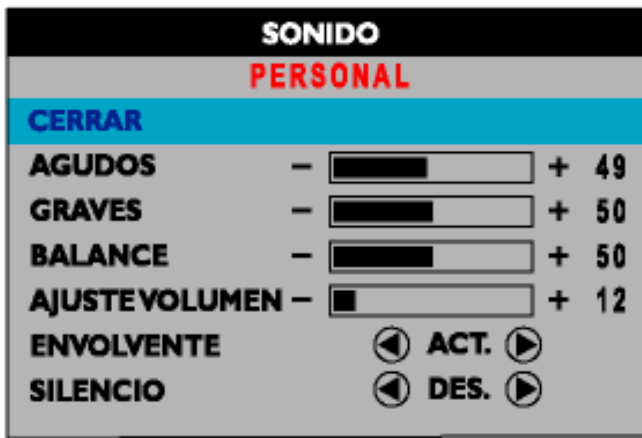 SONIDO
PERSONAL
CERRAR
AGUDOS - + 49
GRAVES - + 50
BALANCE - + 50
AJUSTE VOLUMEN - + 12
ENVOLVENTE ACT.
SILENCIO DES.